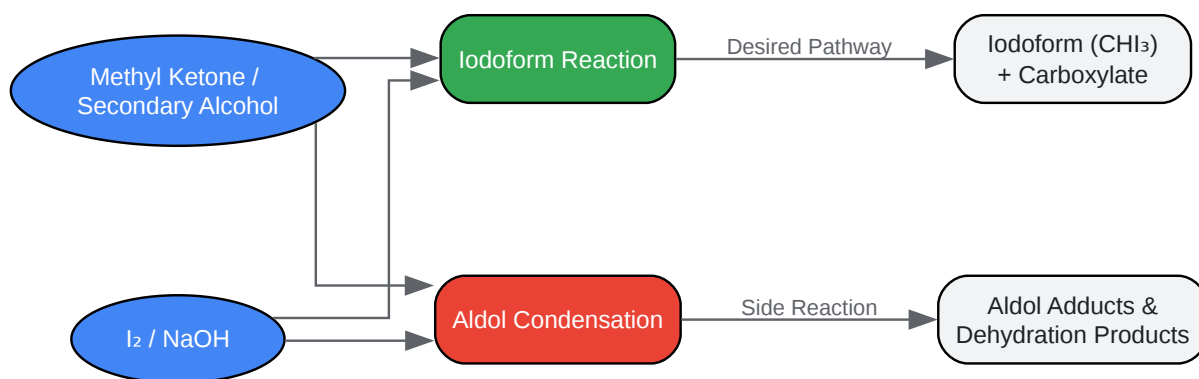 Methyl Ketone /
Secondary Alcohol
Iodoform Reaction
Desired Pathway
Iodoform (CHI₃)
+ Carboxylate
I₂ / NaOH
Aldol Condensation
Side Reaction
Aldol Adducts &
Dehydration Products